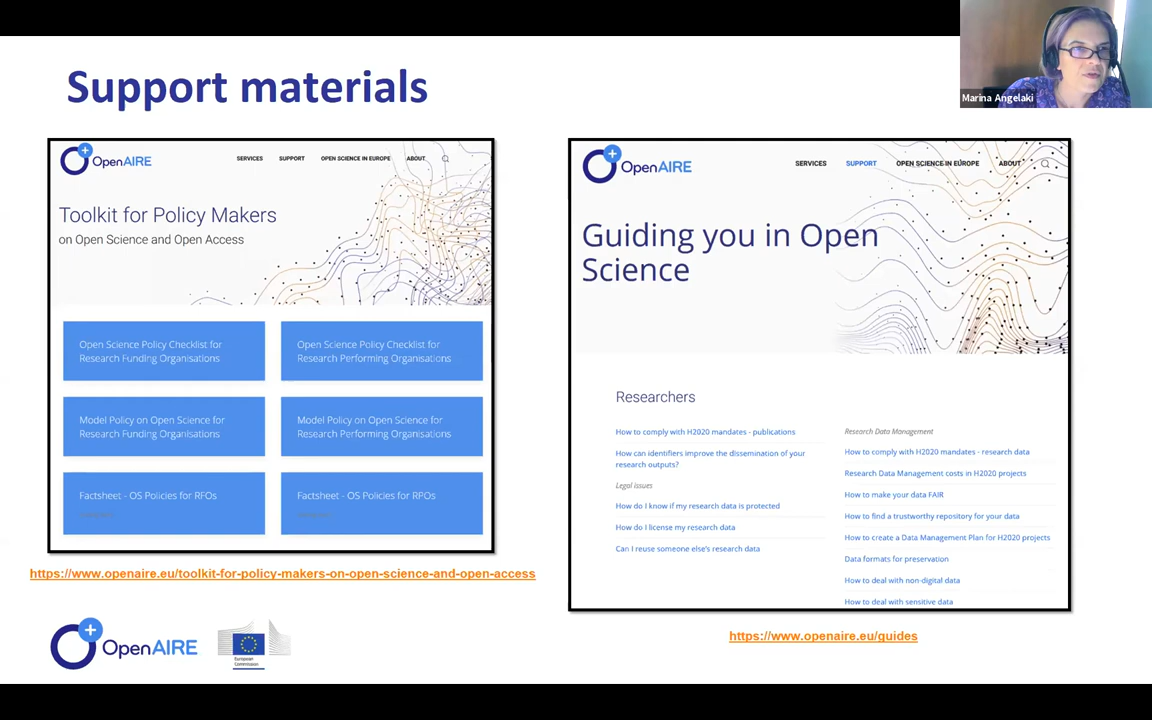 Support materials
Marina Angelaki
OpenAIRE
SERVICES SUPPORT OPEN SCIENCE IN EUROPE ABOUT
Toolkit for Policy Makers
on Open Science and Open Access
Open Science Policy Checklist for
Research Funding Organisations
Open Science Policy Checklist for
Research Performing Organisations
Model Policy on Open Science for
Research Funding Organisations
Model Policy on Open Science for
Research Performing Organisations
Factsheet - OS Policies for RFOs
Factsheet - OS Policies for RPOs
https://www.openaire.eu/toolkit-for-policy-makers-on-open-science-and-open-access
OpenAIRE
SERVICES SUPPORT OPEN SCIENCE IN EUROPE ABOUT
Guiding you in Open
Science
Researchers
How to comply with H2020 mandates - publications
How can identifiers improve the dissemination of your
research outputs?
Legal issues
How do I know if my research data is protected
How do I license my research data
Can I reuse someone else's research data
Research Data Management
How to comply with H2020 mandates - research data
Research Data Management costs in H2020 projects
How to make your data FAIR
How to find a trustworthy repository for your data
How to create a Data Management Plan for H2020 projects
Data formats for preservation
How to deal with non-digital data
How to deal with sensitive data
https://www.openaire.eu/guides
OpenAIRE
European
Commission